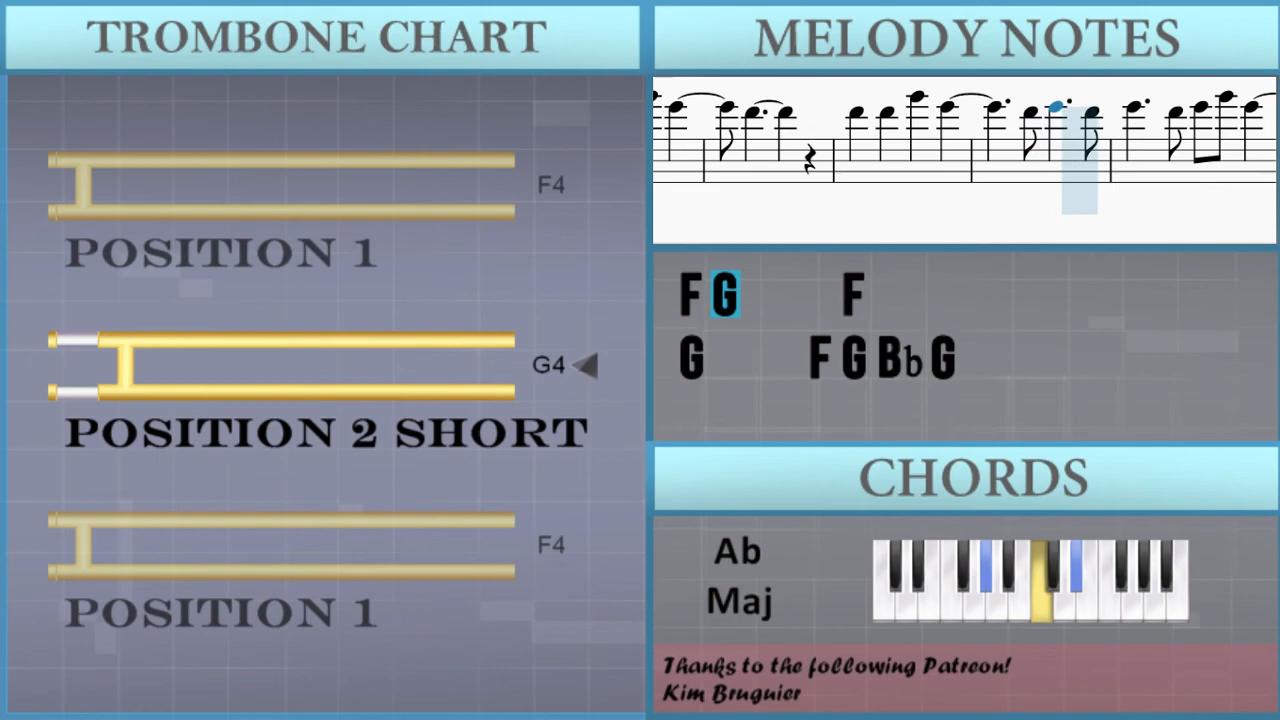 TROMBONE CHART
F4
POSITION 1
G4
POSITION 2 SHORT
F4
POSITION 1
MELODY NOTES
F G F
G F G Bb G
CHORDS
Ab
Maj
Thanks to the following Patreon!
Kim Bruguier